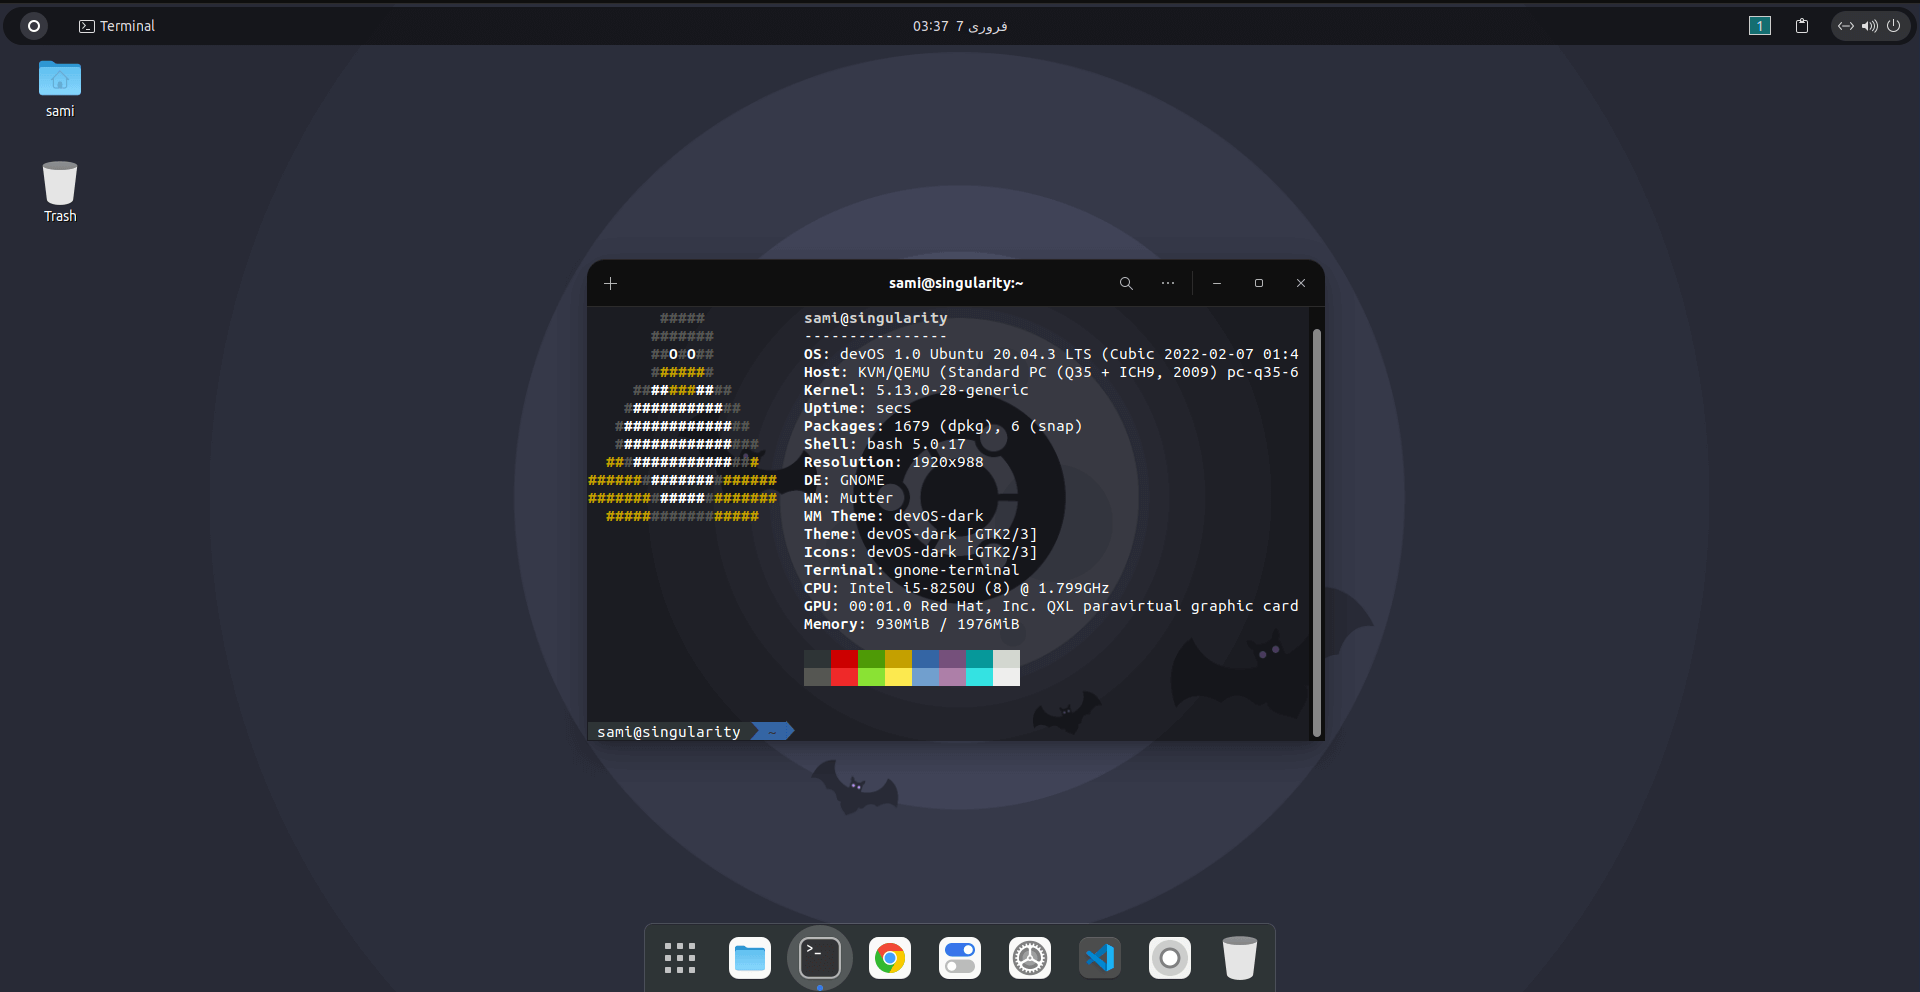 Terminal
03:37 7 فروری
1
sami
Trash
sami@singularity:~
sami@singularity
----------------
OS: devOS 1.0 Ubuntu 20.04.3 LTS (Cubic 2022-02-07 01:4
Host: KVM/QEMU (Standard PC (Q35 + ICH9, 2009) pc-q35-6
Kernel: 5.13.0-28-generic
Uptime: secs
Packages: 1679 (dpkg), 6 (snap)
Shell: bash 5.0.17
Resolution: 1920x988
DE: GNOME
WM: Mutter
WM Theme: devOS-dark
Theme: devOS-dark [GTK2/3]
Icons: devOS-dark [GTK2/3]
Terminal: gnome-terminal
CPU: Intel i5-8250U (8) @ 1.799GHz
GPU: 00:01.0 Red Hat, Inc. QXL paravirtual graphic card
Memory: 930MiB / 1976MiB
sami@singularity ~